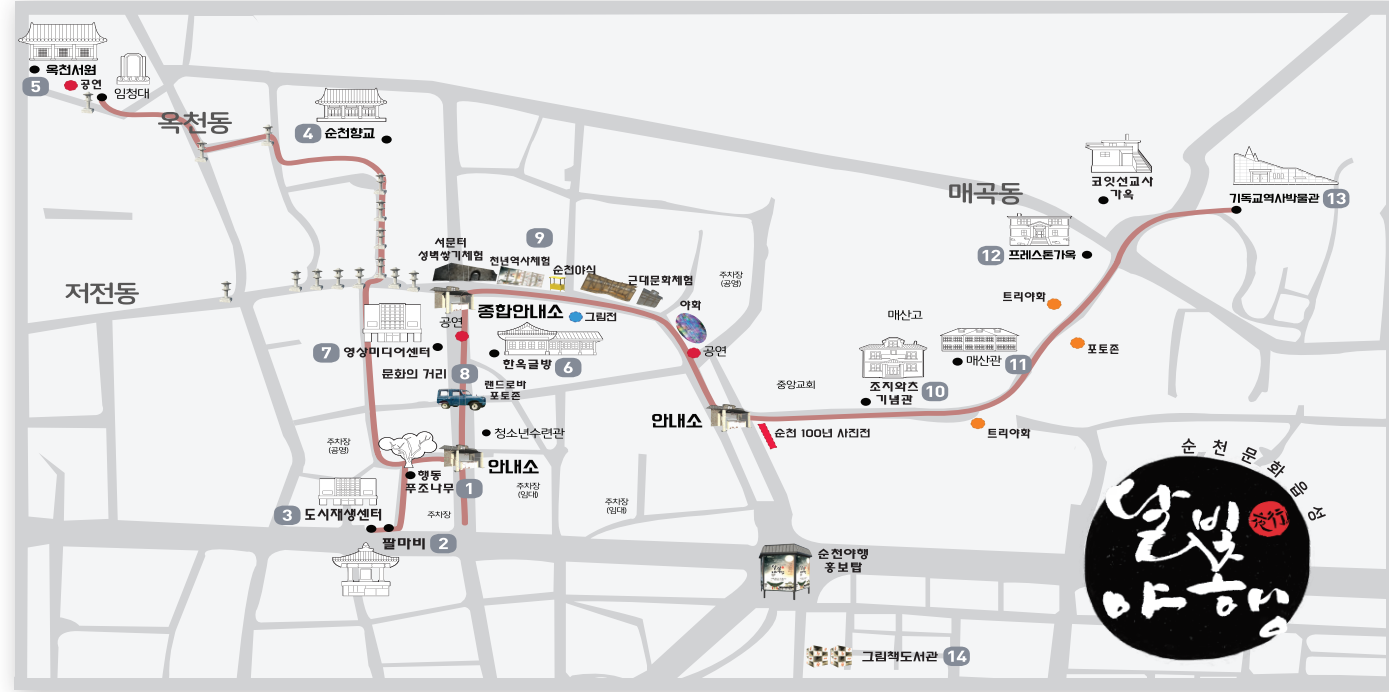 옥천서원
5
공연
임청대
옥천동
4 순천향교
저전동
9
서문터
성벽쌓기체험
천년역사체험
순천야식
근대문화체험
주차장
(공영)
야화
공연
종합안내소
그림전
공연
7 영상미디어센터
한옥글방 6
문화의 거리 8
랜드로바
포토존
청소년수련관
안내소
주차장
(공영)
행동
푸조나무 1
3 도시재생센터
주차장
팔마비 2
주차장
(임대)
주차장
(임대)
안내소
순천 100년 사진전
중앙교회
매곡동
코잇선교사
가옥
기독교역사박물관 13
12 프레스톤가옥
트리야화
매산고
포토존
매산관 11
조지와츠
기념관 10
트리야화
순천야행
홍보탑
그림책도서관 14
순천문화읍성
달빛
夜行
야행